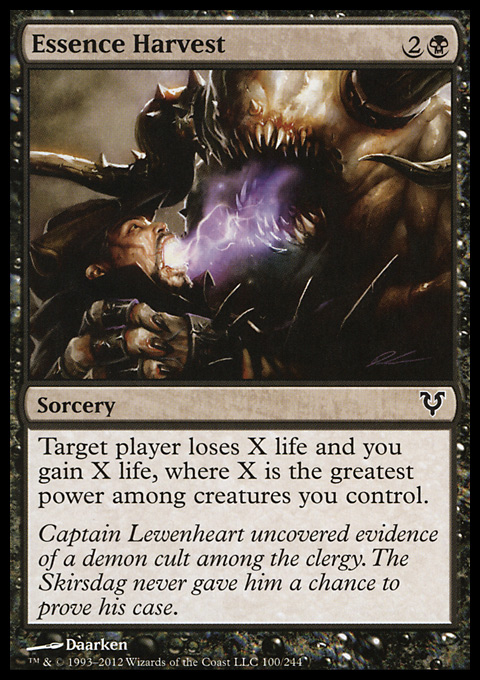 Essence Harvest 2
Sorcery
Target player loses X life and you
gain X life, where X is the greatest
power among creatures you control.
Captain Lewenheart uncovered evidence
of a demon cult among the clergy. The
Skirsdag never gave him a chance to
prove his case.
Daarken
™ & © 1993–2012 Wizards of the Coast LLC 100/244